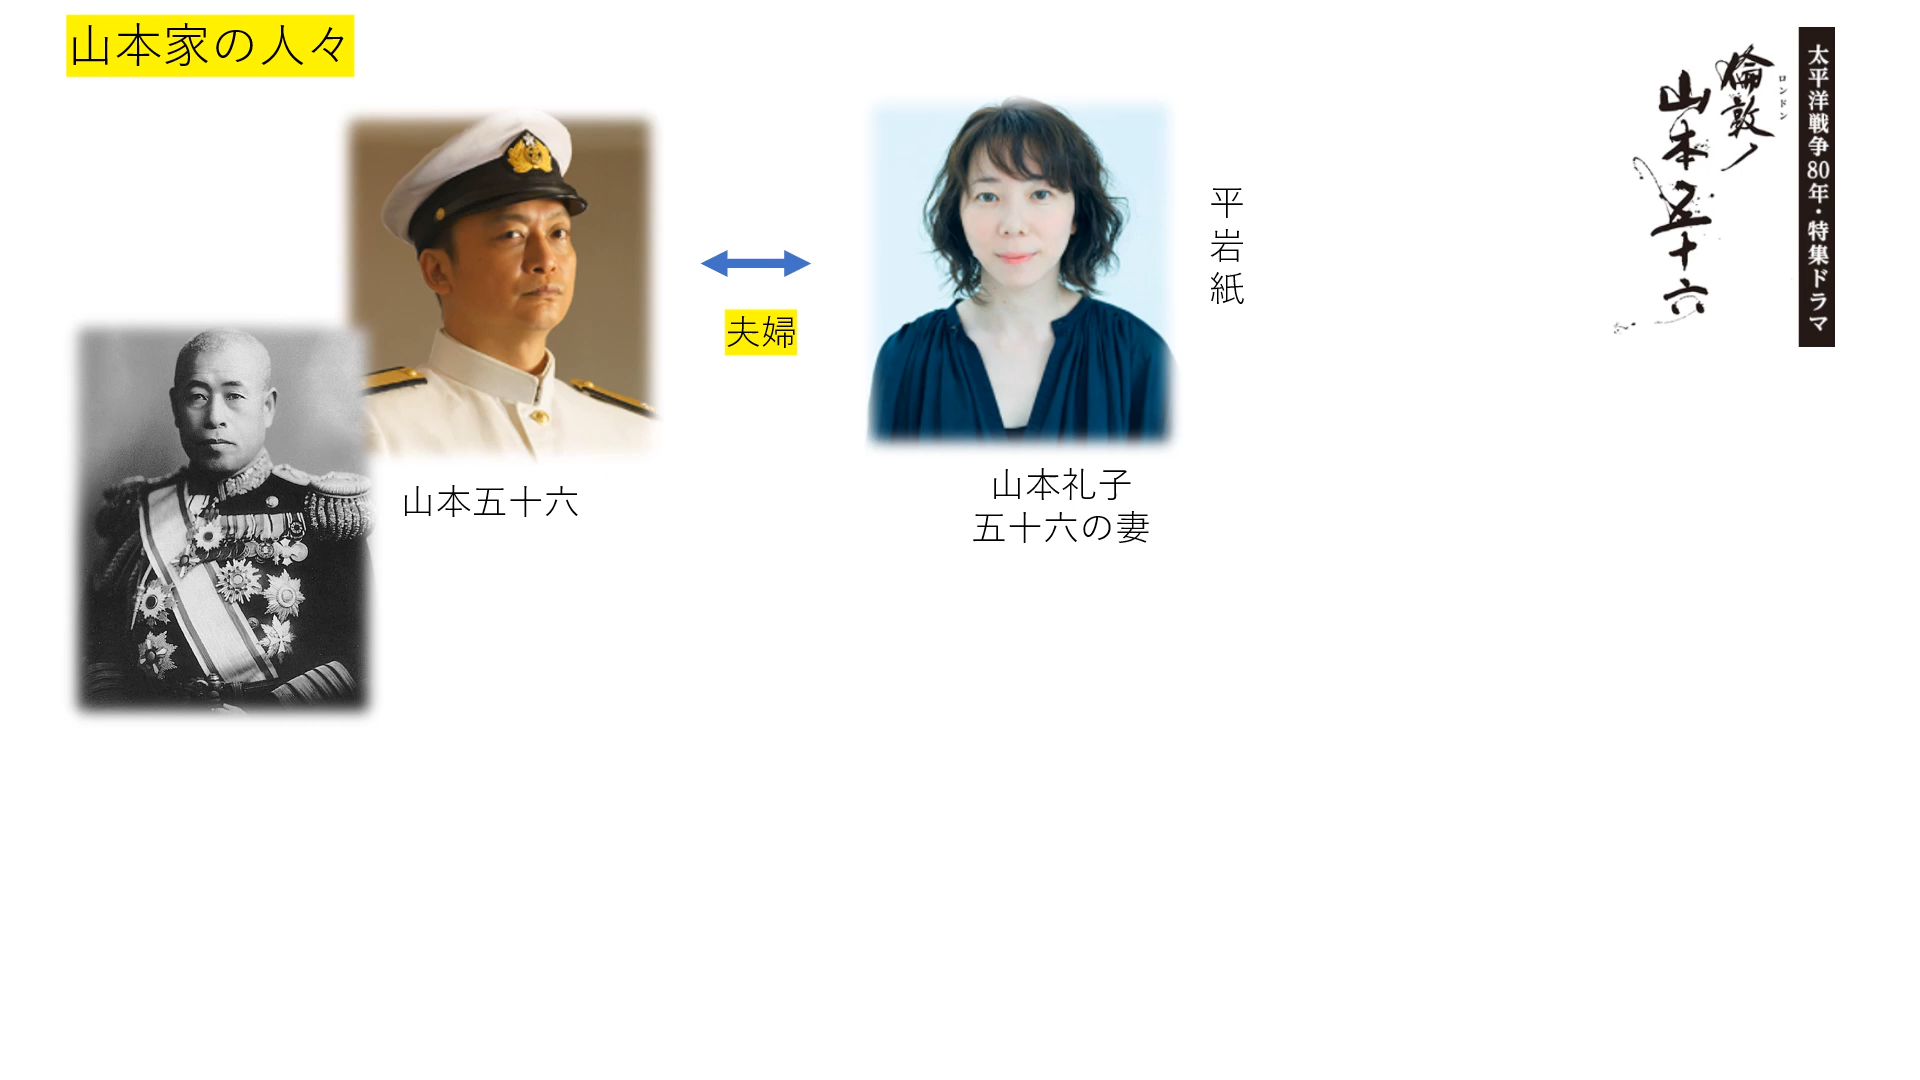 山本家の人々
夫婦
平岩紙
山本五十六
山本礼子
五十六の妻
太平洋戦争80年・特集ドラマ
倫敦ノ
ロンドン
山本五十六